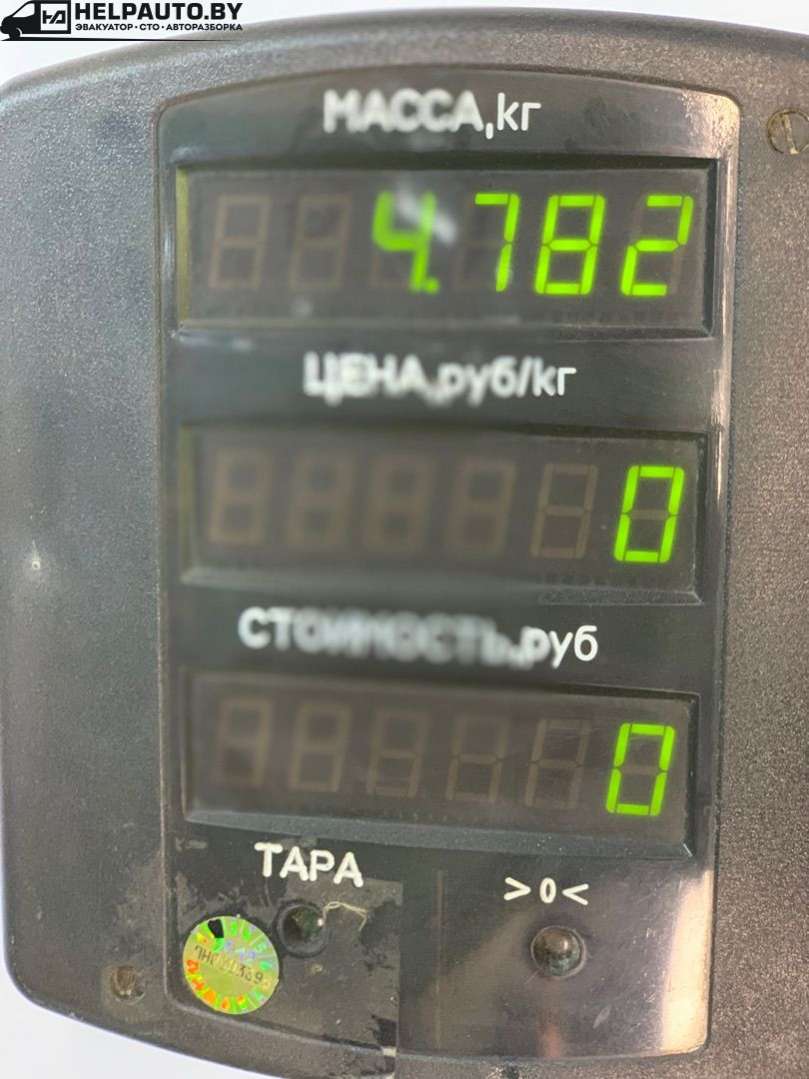 HELPAUTO.BY
ЭВАКУАТОР • СТО • АВТОРАЗБОРКА
МАССА,кг
4.782
ЦЕНА,руб/кг
0
СТОИМОСТЬ,руб
0
ТАРА
>0<